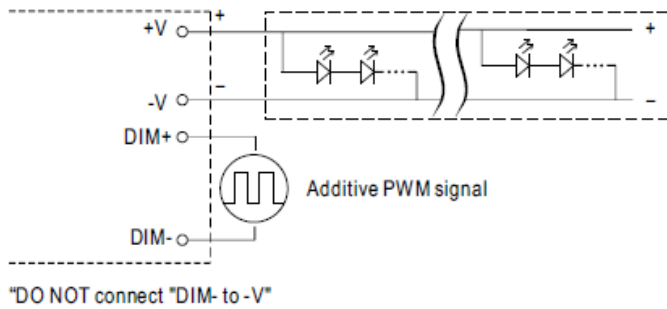 +V + +
-V − −
DIM+
Additive PWM signal
DIM-
"DO NOT connect "DIM- to -V"